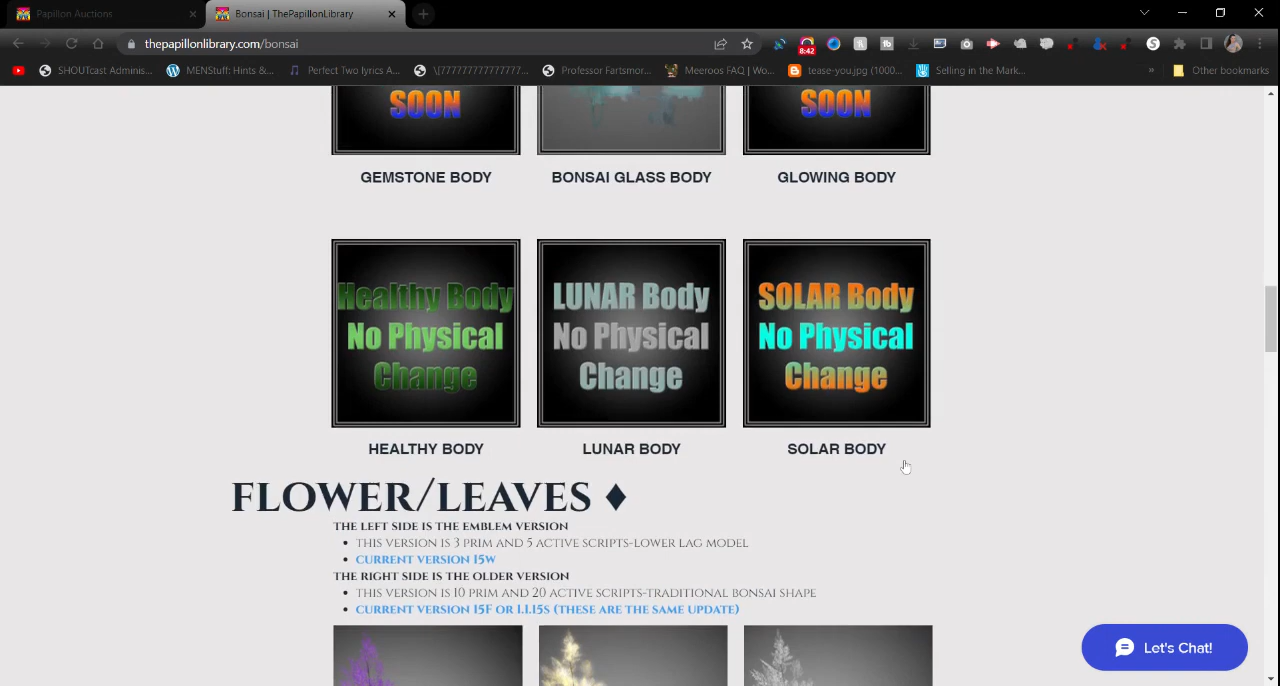 Papillon Auctions
Bonsai | ThePapillonLibrary
thepapillonlibrary.com/bonsai
8:42
SHOUTcast Adminis...
MENStuff: Hints &...
Perfect Two lyrics A...
\[777777777777777...
Professor Fartsmor...
Meeroos FAQ | Wo...
tease-you.jpg (1000...
Selling in the Mark...
»
Other bookmarks
SOON
SOON
GEMSTONE BODY
BONSAI GLASS BODY
GLOWING BODY
Healthy Body
No Physical
Change
LUNAR Body
No Physical
Change
SOLAR Body
No Physical
Change
HEALTHY BODY
LUNAR BODY
SOLAR BODY
FLOWER/LEAVES ♦
THE LEFT SIDE IS THE EMBLEM VERSION
• THIS VERSION IS 3 PRIM AND 5 ACTIVE SCRIPTS-LOWER LAG MODEL
• CURRENT VERSION 15W
THE RIGHT SIDE IS THE OLDER VERSION
• THIS VERSION IS 10 PRIM AND 20 ACTIVE SCRIPTS-TRADITIONAL BONSAI SHAPE
• CURRENT VERSION 15F OR 1.1.15S (THESE ARE THE SAME UPDATE)
Let's Chat!